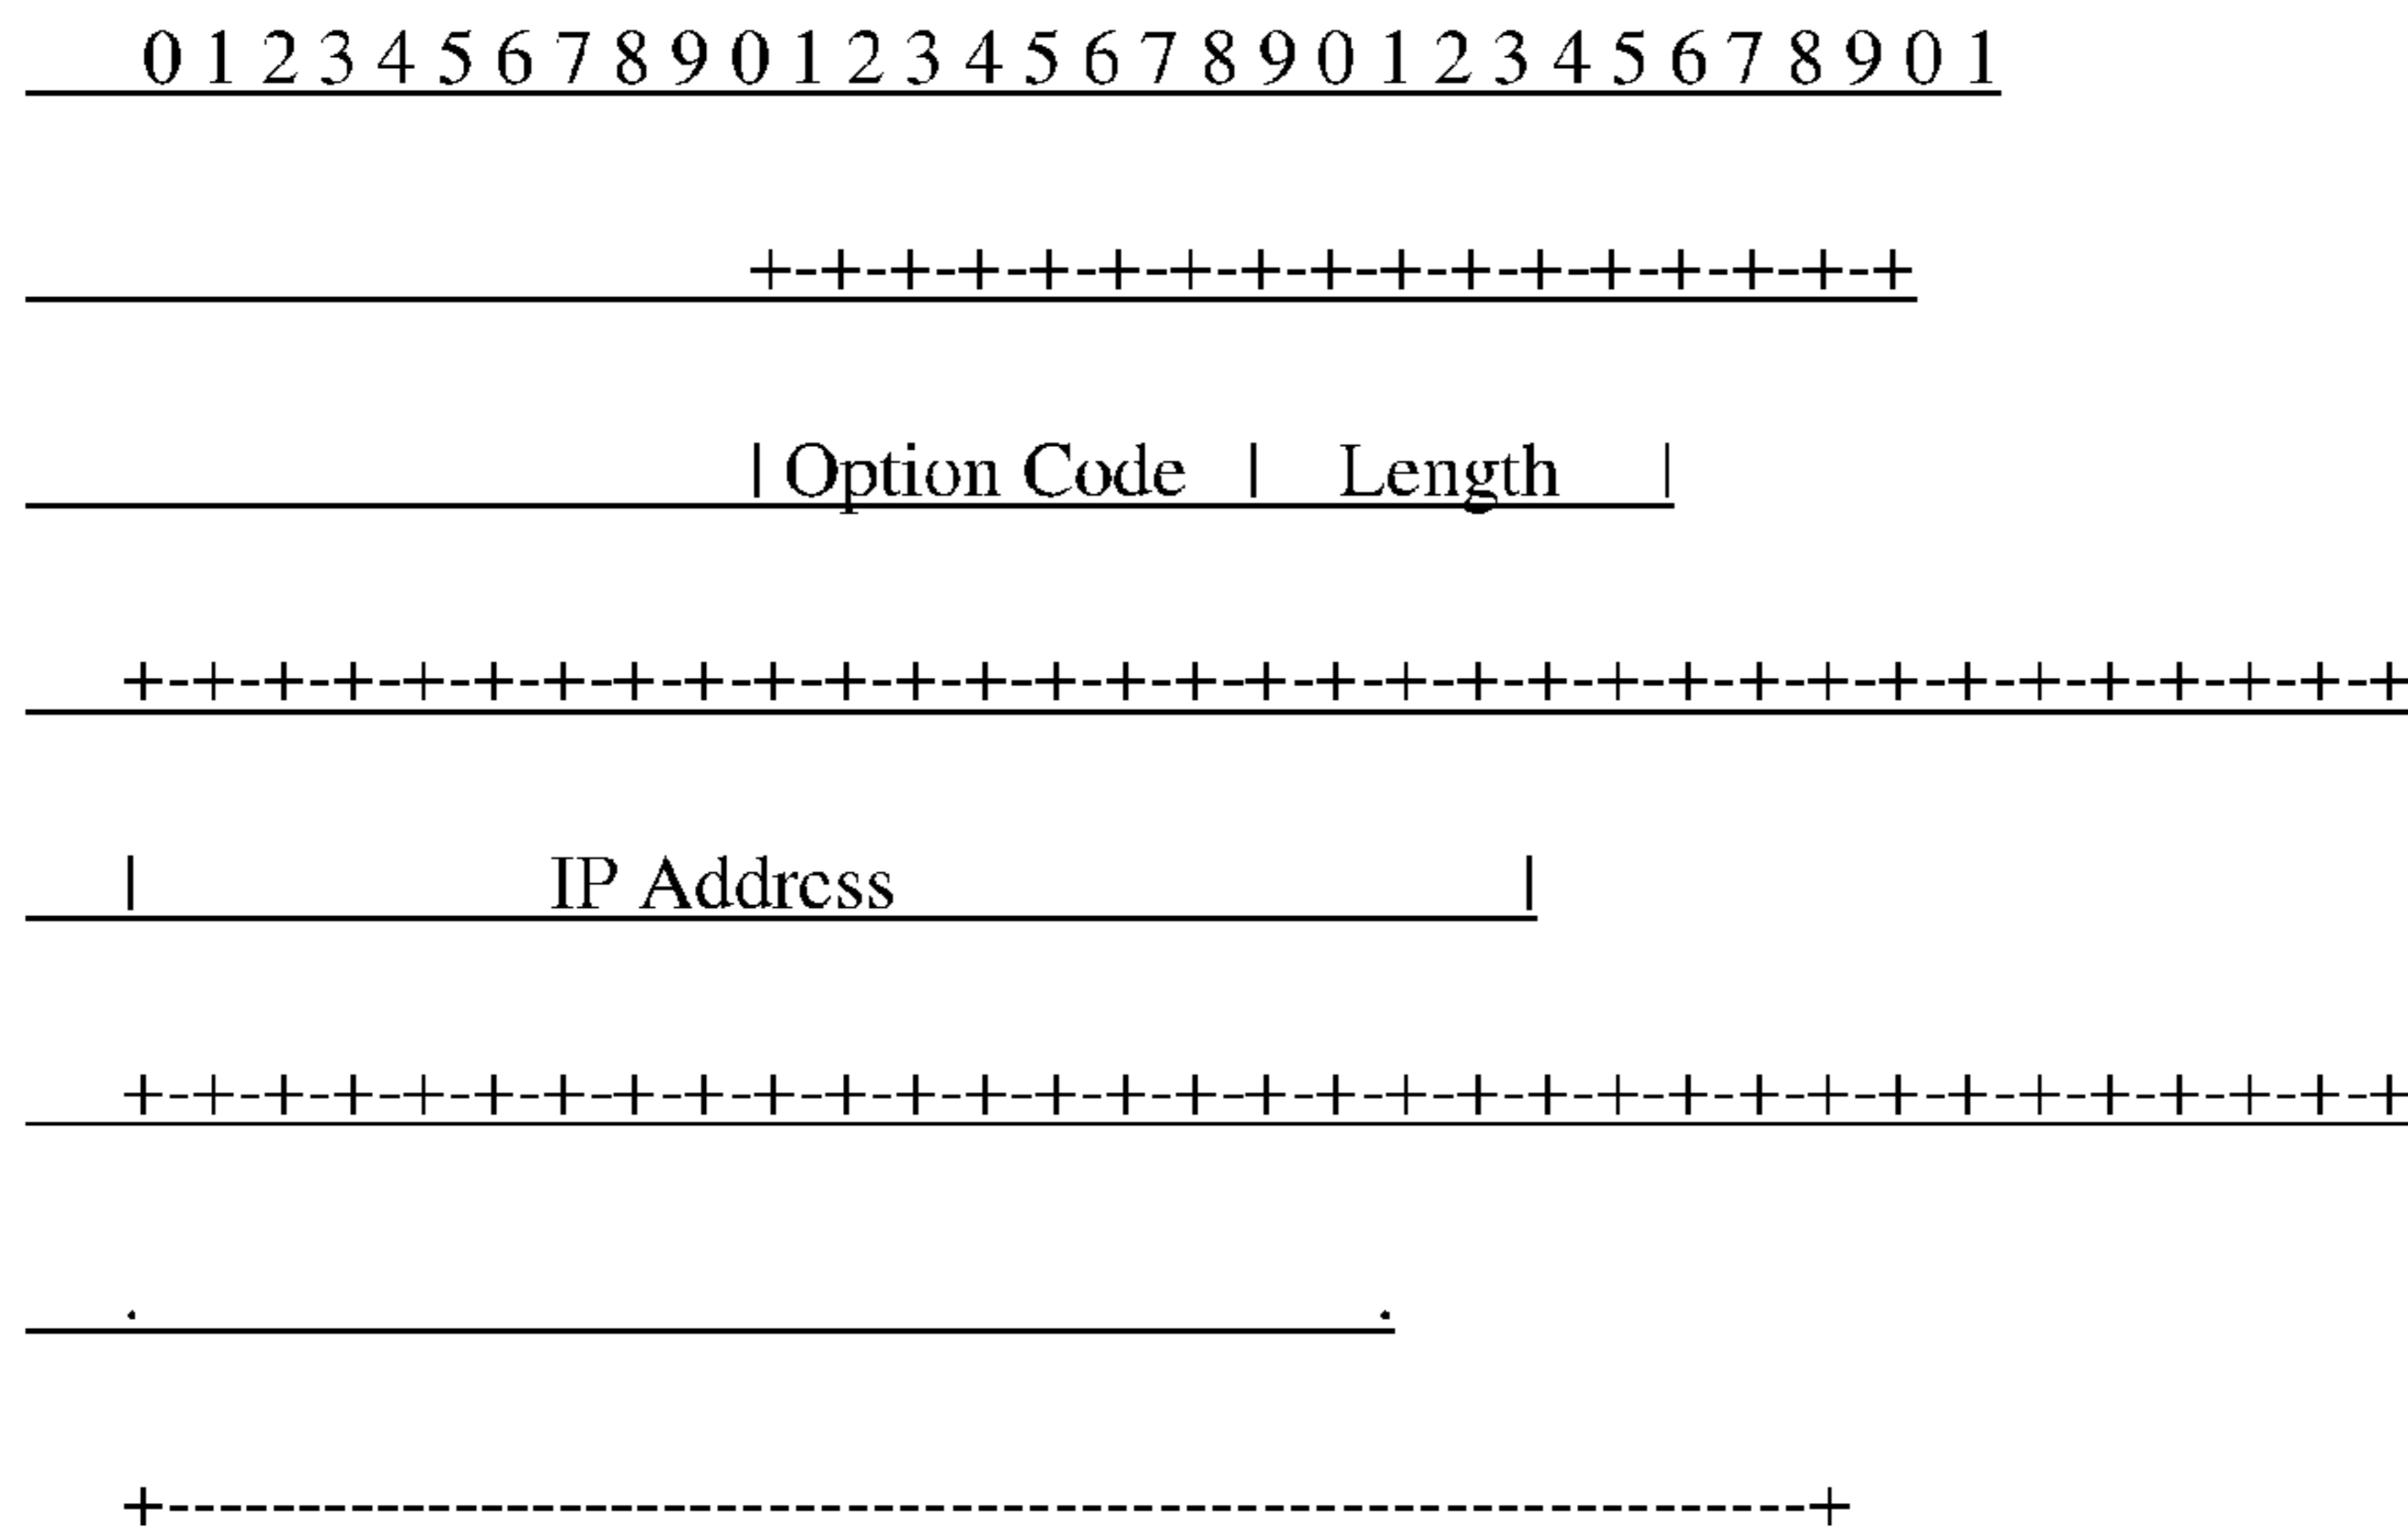 0 1 2 3 4 5 6 7 8 9 0 1 2 3 4 5 6 7 8 9 0 1 2 3 4 5 6 7 8 9 0 1
+-+-+-+-+-+-+-+-+-+-+-+-+-+-+-+-+
| Option Code | Length |
+-+-+-+-+-+-+-+-+-+-+-+-+-+-+-+-+-+-+-+-+-+-+-+-+-+-+-+-+-+-+-+-+
| IP Address |
+-+-+-+-+-+-+-+-+-+-+-+-+-+-+-+-+-+-+-+-+-+-+-+-+-+-+-+-+-+-+-+-+
. .
+---------------------------------------------------------------+